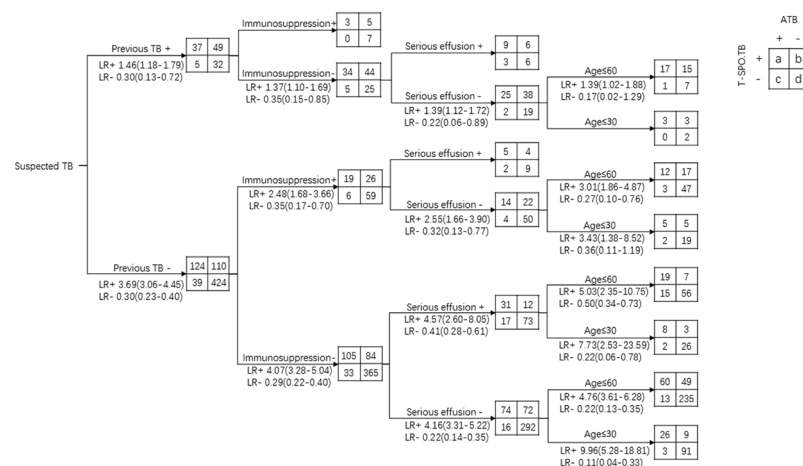 Suspected TB
Previous TB +
LR+ 1.46(1.18-1.79)
LR- 0.30(0.13-0.72)
37 49
5 32
Immunosuppression+
3 5
0 7
Immunosuppression-
LR+ 1.37(1.10-1.69)
LR- 0.35(0.15-0.85)
34 44
5 25
Serious effusion +
9 6
3 6
Serious effusion -
LR+ 1.39(1.12-1.72)
LR- 0.22(0.06-0.89)
25 38
2 19
Age≤60
LR+ 1.39(1.02-1.88)
LR- 0.17(0.02-1.29)
17 15
1 7
Age≤30
3 3
0 2
Previous TB -
LR+ 3.69(3.06-4.45)
LR- 0.30(0.23-0.40)
124 110
39 424
Immunosuppression+
LR+ 2.48(1.68-3.66)
LR- 0.35(0.17-0.70)
19 26
6 59
Serious effusion +
5 4
2 9
Serious effusion -
LR+ 2.55(1.66-3.90)
LR- 0.32(0.13-0.77)
14 22
4 50
Age≤60
LR+ 3.01(1.86-4.87)
LR- 0.27(0.10-0.76)
12 17
3 47
Age≤30
LR+ 3.43(1.38-8.52)
LR- 0.36(0.11-1.19)
5 5
2 19
Immunosuppression-
LR+ 4.07(3.28-5.04)
LR- 0.29(0.22-0.40)
105 84
33 365
Serious effusion +
LR+ 4.57(2.60-8.05)
LR- 0.41(0.28-0.61)
31 12
17 73
Age≤60
LR+ 5.03(2.35-10.75)
LR- 0.50(0.34-0.73)
19 7
15 56
Age≤30
LR+ 7.73(2.53-23.59)
LR- 0.22(0.06-0.78)
8 3
2 26
Serious effusion -
LR+ 4.16(3.31-5.22)
LR- 0.22(0.14-0.35)
74 72
16 292
Age≤60
LR+ 4.76(3.61-6.28)
LR- 0.22(0.13-0.35)
60 49
13 235
Age≤30
LR+ 9.96(5.28-18.81)
LR- 0.11(0.04-0.33)
26 9
3 91
ATB
+ -
T-SPO.TB
+ a b
- c d